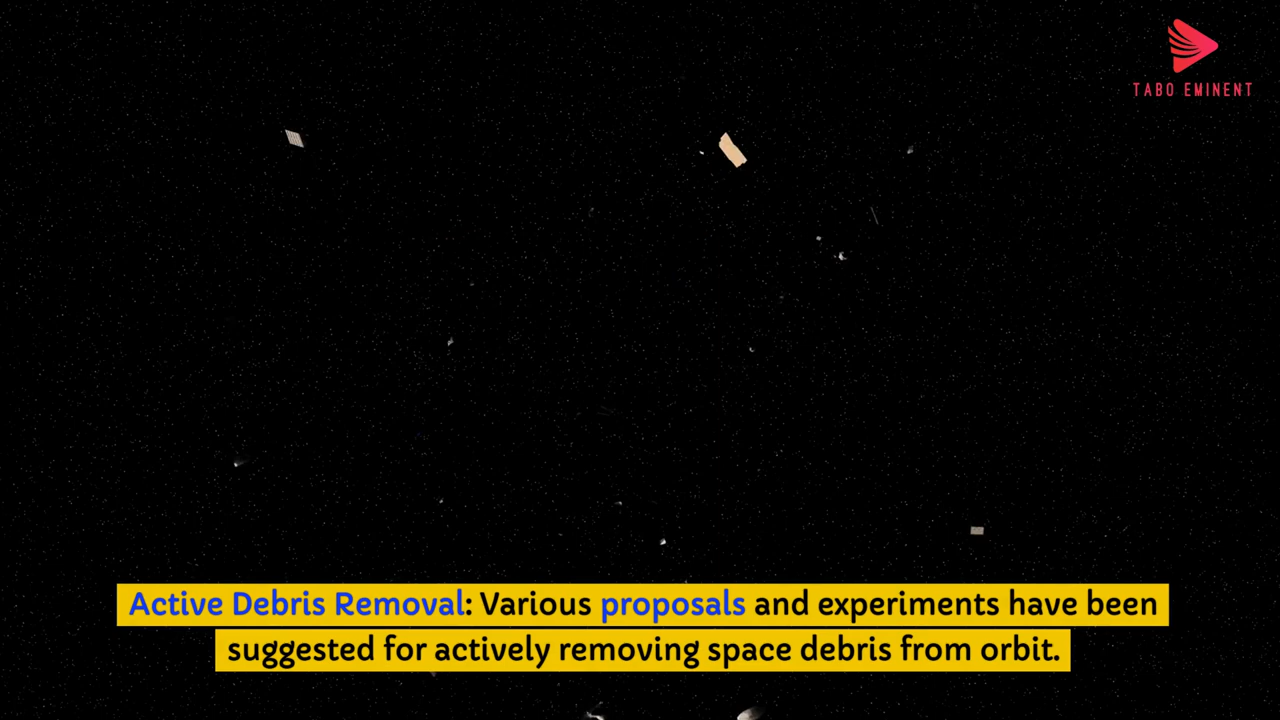 TABO EMINENT
Active Debris Removal: Various proposals and experiments have been
suggested for actively removing space debris from orbit.